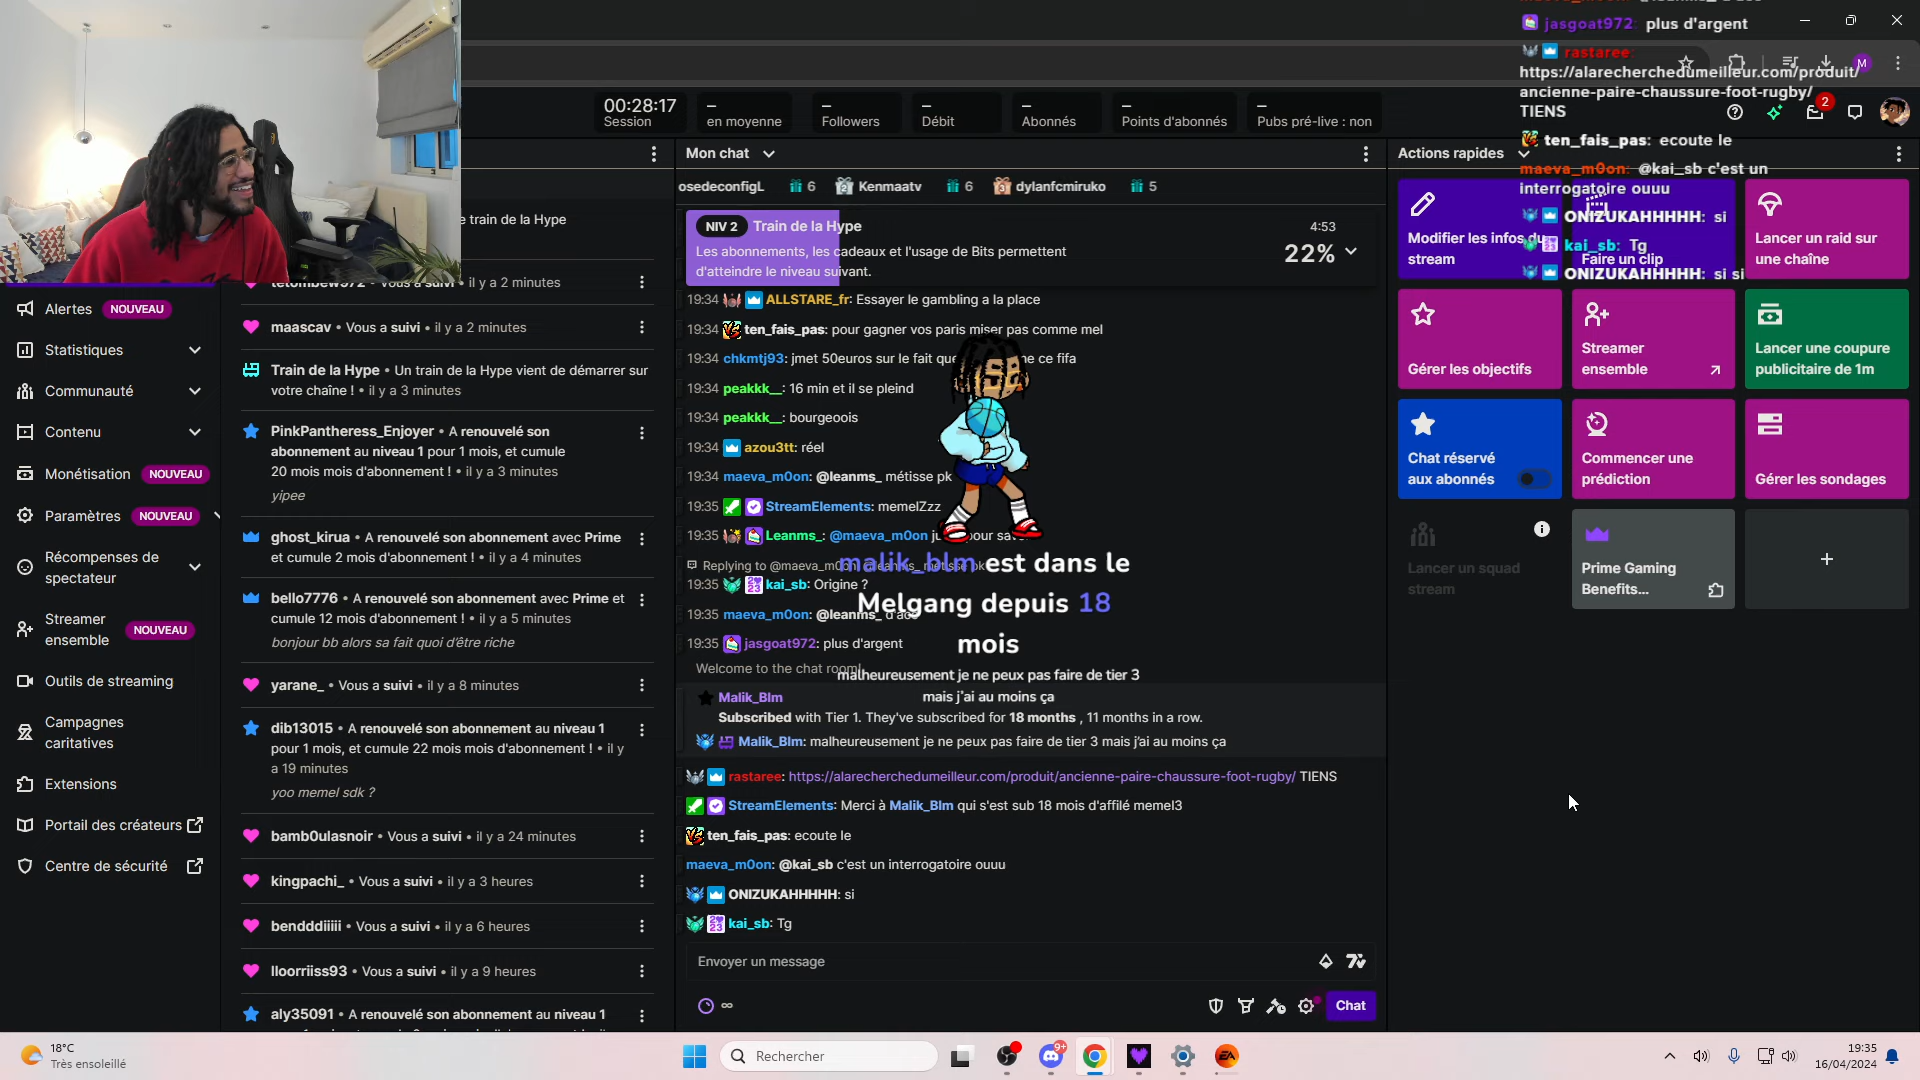 00:28:17
Session
–
en moyenne
–
Followers
–
Débit
–
Abonnés
–
Points d'abonnés
–
Pubs pré-live : non
jasgoat972: plus d'argent
rastaree:
https://alarecherchedumeilleur.com/produit/
ancienne-paire-chaussure-foot-rugby/
TIENS
ten_fais_pas: ecoute le
maeva_m0on: @kai_sb c'est un
interrogatoire ouuu
ONIZUKAHHHHH: si
kai_sb: Tg
ONIZUKAHHHHH: si si
M
2
Alertes NOUVEAU
Statistiques
Communauté
Contenu
Monétisation NOUVEAU
Paramètres NOUVEAU
Récompenses de
spectateur
Streamer
ensemble NOUVEAU
Outils de streaming
Campagnes
caritatives
Extensions
Portail des créateurs
Centre de sécurité
e train de la Hype
il y a 2 minutes
maascav • Vous a suivi • il y a 2 minutes
Train de la Hype • Un train de la Hype vient de démarrer sur
votre chaîne ! • il y a 3 minutes
PinkPantheress_Enjoyer • A renouvelé son
abonnement au niveau 1 pour 1 mois, et cumule
20 mois mois d'abonnement ! • il y a 3 minutes
yipee
ghost_kirua • A renouvelé son abonnement avec Prime
et cumule 2 mois d'abonnement ! • il y a 4 minutes
bello7776 • A renouvelé son abonnement avec Prime et
cumule 12 mois d'abonnement ! • il y a 5 minutes
bonjour bb alors sa fait quoi d'être riche
yarane_ • Vous a suivi • il y a 8 minutes
dib13015 • A renouvelé son abonnement au niveau 1
pour 1 mois, et cumule 22 mois mois d'abonnement ! • il y
a 19 minutes
yoo memel sdk ?
bamb0ulasnoir • Vous a suivi • il y a 24 minutes
kingpachi_ • Vous a suivi • il y a 3 heures
bendddiiiii • Vous a suivi • il y a 6 heures
lloorriiss93 • Vous a suivi • il y a 9 heures
aly35091 • A renouvelé son abonnement au niveau 1
Mon chat
osedeconfigL 6 Kenmaatv 6 dylanfcmiruko 5
NIV 2 Train de la Hype
Les abonnements, les cadeaux et l'usage de Bits permettent
d'atteindre le niveau suivant.
4:53
22%
19:34 ALLSTARE_fr: Essayer le gambling a la place
19:34 ten_fais_pas: pour gagner vos paris miser pas comme mel
19:34 chkmtj93: jmet 50euros sur le fait que ne ce fifa
19:34 peakkk__: 16 min et il se pleind
19:34 peakkk__: bourgeoois
19:34 azou3tt: réel
19:34 maeva_m0on: @leanms_ métisse pk
19:35 StreamElements: memelZzz
19:35 Leanms_: @maeva_m0on
Replying to @maeva_m0on: @leanms_ métisse pk
19:35 kai_sb: Origine ?
19:35 maeva_m0on: @leanms_ d'acc
19:35 jasgoat972: plus d'argent
Welcome to the chat room!
malik_blm est dans le
Melgang depuis 18
mois
malheureusement je ne peux pas faire de tier 3
mais j'ai au moins ça
Malik_Blm
Subscribed with Tier 1. They've subscribed for 18 months , 11 months in a row.
Malik_Blm: malheureusement je ne peux pas faire de tier 3 mais j'ai au moins ça
rastaree: https://alarecherchedumeilleur.com/produit/ancienne-paire-chaussure-foot-rugby/ TIENS
StreamElements: Merci à Malik_Blm qui s'est sub 18 mois d'affilé memel3
ten_fais_pas: ecoute le
maeva_m0on: @kai_sb c'est un interrogatoire ouuu
ONIZUKAHHHHH: si
kai_sb: Tg
Envoyer un message
∞
Chat
Actions rapides
Modifier les infos du
stream
Faire un clip
Lancer un raid sur
une chaîne
Gérer les objectifs
Streamer
ensemble
Lancer une coupure
publicitaire de 1m
Chat réservé
aux abonnés
Commencer une
prédiction
Gérer les sondages
Lancer un squad
stream
Prime Gaming
Benefits...
18°C
Très ensoleillé
Rechercher
9+
EA
19:35
16/04/2024